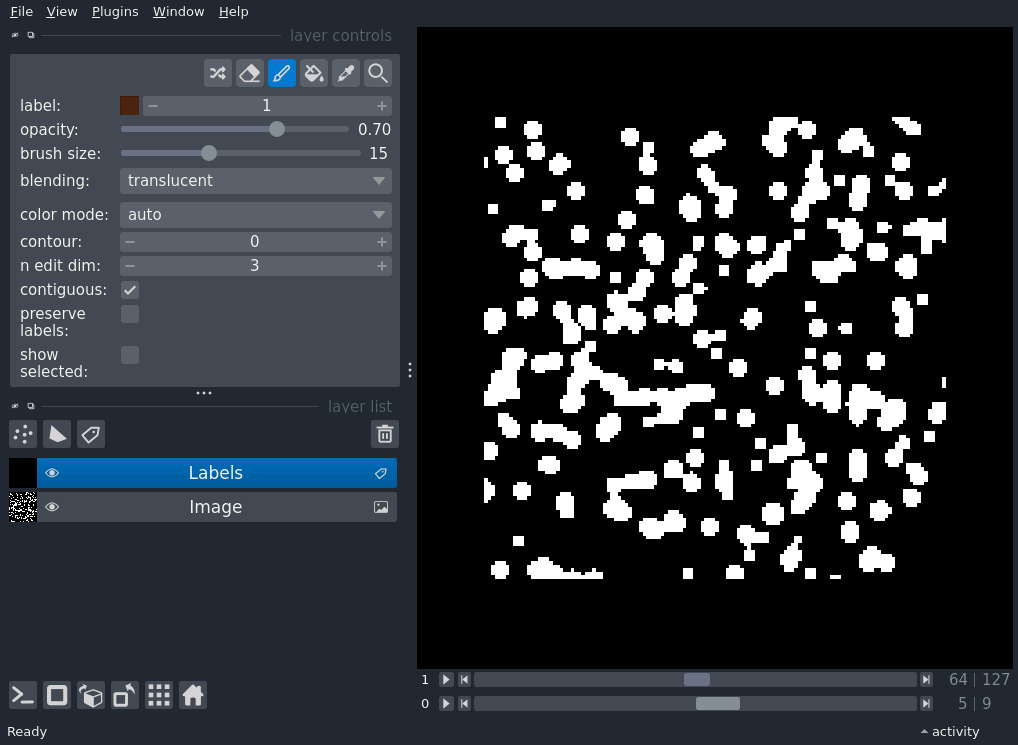 File View Plugins Window Help
layer controls
label: 1
opacity: 0.70
brush size: 15
blending: translucent
color mode: auto
contour: 0
n edit dim: 3
contiguous:
preserve
labels:
show
selected:
layer list
Labels
Image
1 64 | 127
0 5 | 9
Ready
activity